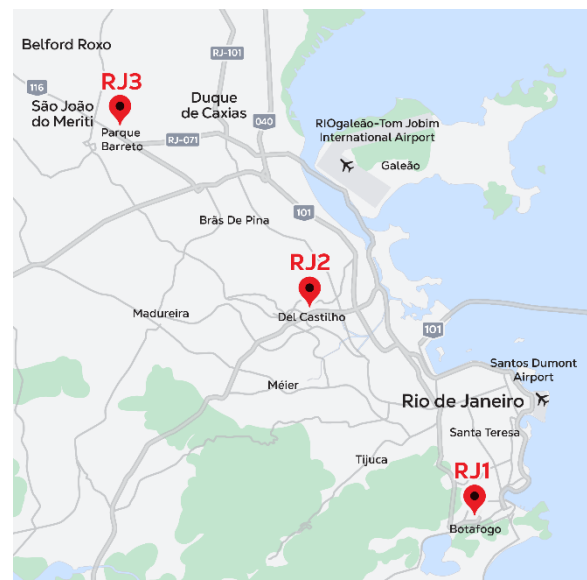 Belford Roxo
RJ-101
RJ3
116
São João
do Meriti
Duque
de Caxias
Parque
Barreto
RJ-071
040
RIOgaleão-Tom Jobim
International Airport
Galeão
101
Brãs De Pina
RJ2
Madureira
Del Castilho
101
Santos Dumont
Airport
Méier
Rio de Janeiro
Santa Teresa
Tijuca
RJ1
Botafogo